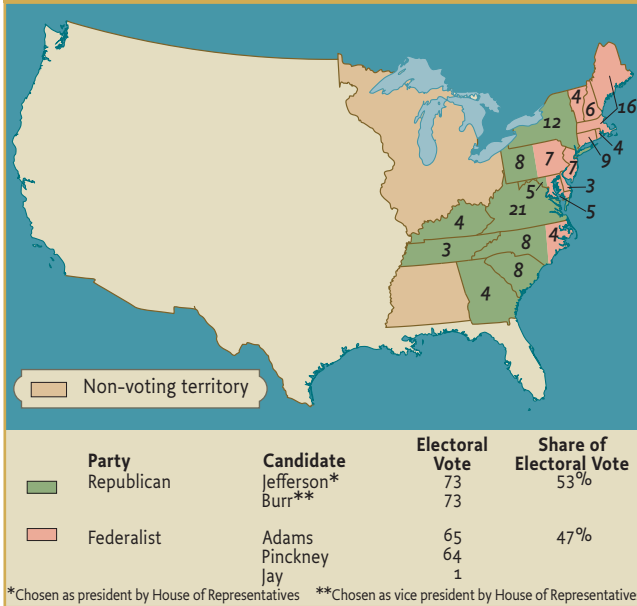 4
6
16
12
4
9
8
7
7
3
5
5
21
4
3
8
4
8
4
Non-voting territory
Party Candidate Electoral Vote Share of Electoral Vote
Republican Jefferson* 73 53%
Burr** 73
Federalist Adams 65 47%
Pinckney 64
Jay 1
*Chosen as president by House of Representatives **Chosen as vice president by House of Representative